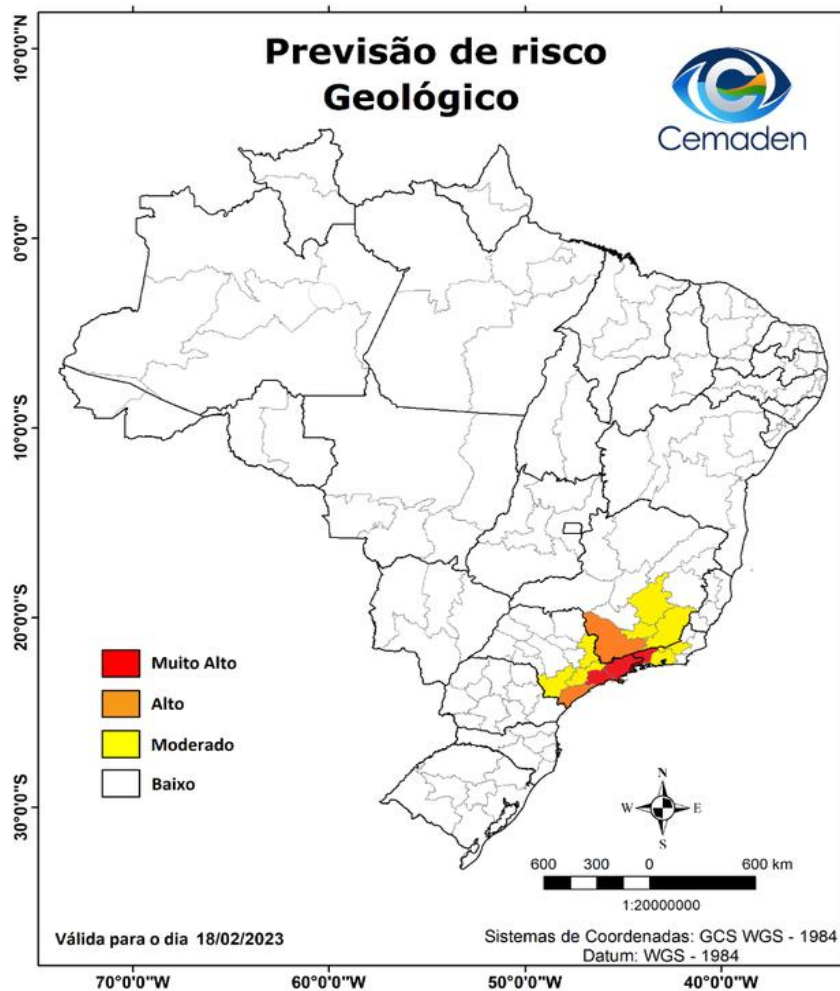 Previsão de risco
Geológico
Cemaden
10°0'0"N
0°0'0"
10°0'0"S
20°0'0"S
30°0'0"S
Muito Alto
Alto
Moderado
Baixo
N
W E
S
600 300 0 600 km
1:20000000
Válida para o dia 18/02/2023
Sistemas de Coordenadas: GCS WGS - 1984
Datum: WGS - 1984
70°0'0"W 60°0'0"W 50°0'0"W 40°0'0"W